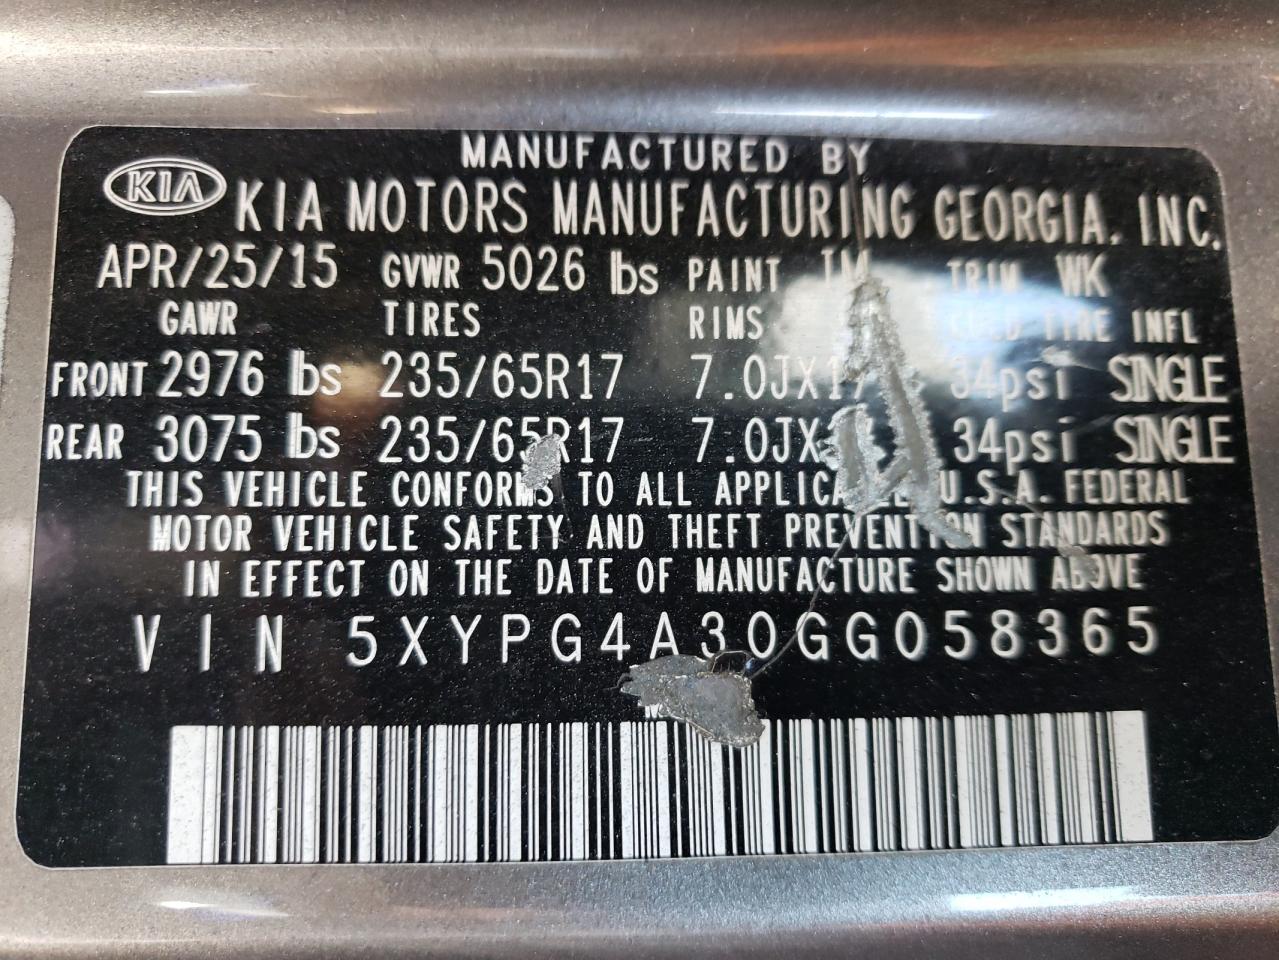 MANUFACTURED BY
KIA KIA MOTORS MANUFACTURING GEORGIA, INC.
APR/25/15 GVWR 5026 lbs PAINT TRIM WK
GAWR TIRES RIMS TIRE INFL
FRONT 2976 lbs 235/65R17 7.0JX17 34psi SINGLE
REAR 3075 lbs 235/65R17 34psi SINGLE
THIS VEHICLE CONFORMS TO ALL APPLICABLE U.S.A. FEDERAL
MOTOR VEHICLE SAFETY AND THEFT PREVENTION STANDARDS
IN EFFECT ON THE DATE OF MANUFACTURE SHOWN ABOVE
VIN 5XYPG4A30GG058365